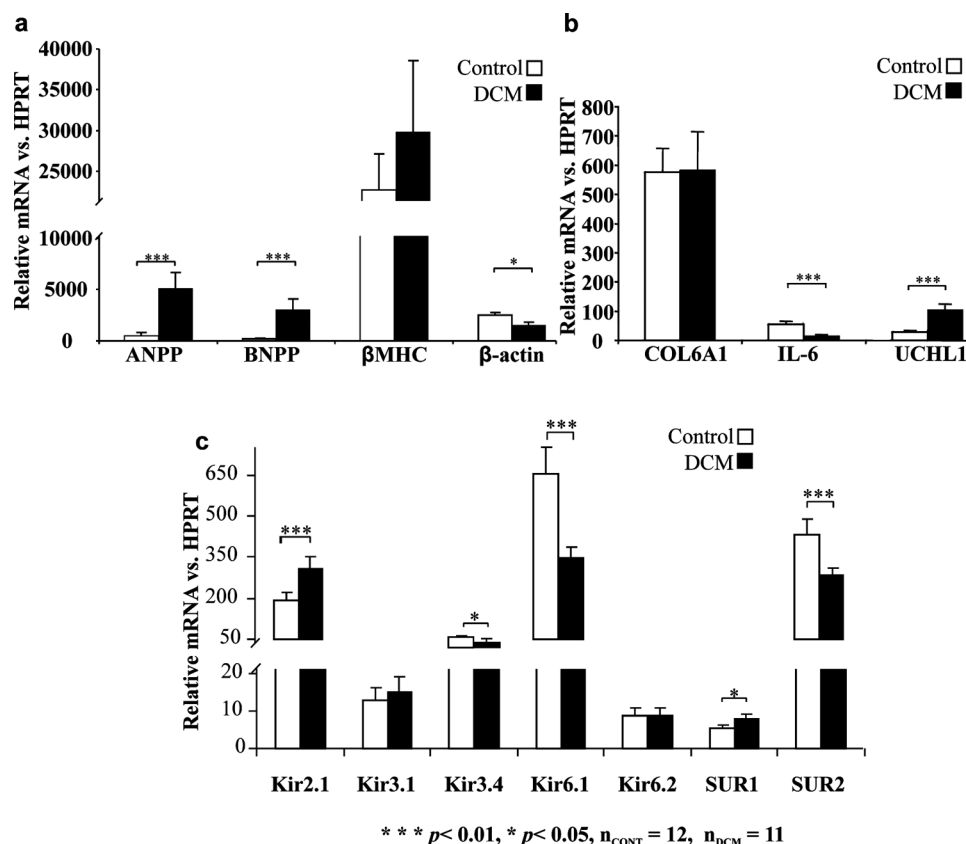 a
Relative mRNA vs. HPRT
40000
35000
30000
25000
10000
5000
0
Control
DCM
***
***
*
ANPP BNPP βMHC β-actin
b
Relative mRNA vs. HPRT
800
700
600
500
400
300
200
100
0
Control
DCM
***
***
COL6A1 IL-6 UCHL1
c
Relative mRNA vs. HPRT
650
500
350
200
50
20
10
0
Control
DCM
***
*
***
*
***
Kir2.1 Kir3.1 Kir3.4 Kir6.1 Kir6.2 SUR1 SUR2
* * * p< 0.01, * p< 0.05, nCONT = 12, nDCM = 11